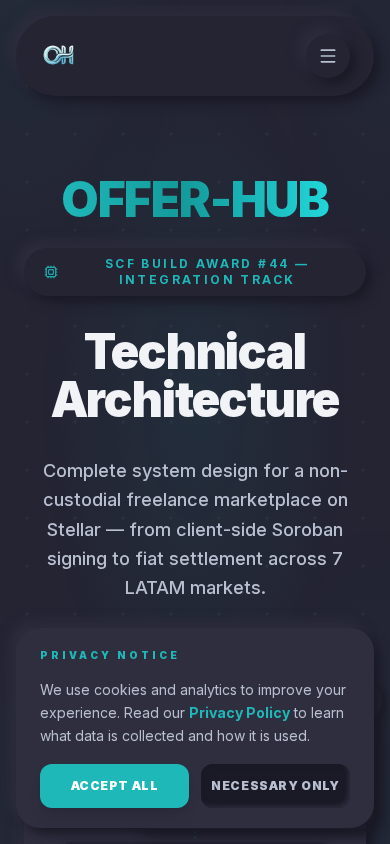 OH
OFFER-HUB
SCF BUILD AWARD #44 —
INTEGRATION TRACK
Technical
Architecture
Complete system design for a non-
custodial freelance marketplace on
Stellar — from client-side Soroban
signing to fiat settlement across 7
LATAM markets.
PRIVACY NOTICE
We use cookies and analytics to improve your
experience. Read our Privacy Policy to learn
what data is collected and how it is used.
ACCEPT ALL
NECESSARY ONLY